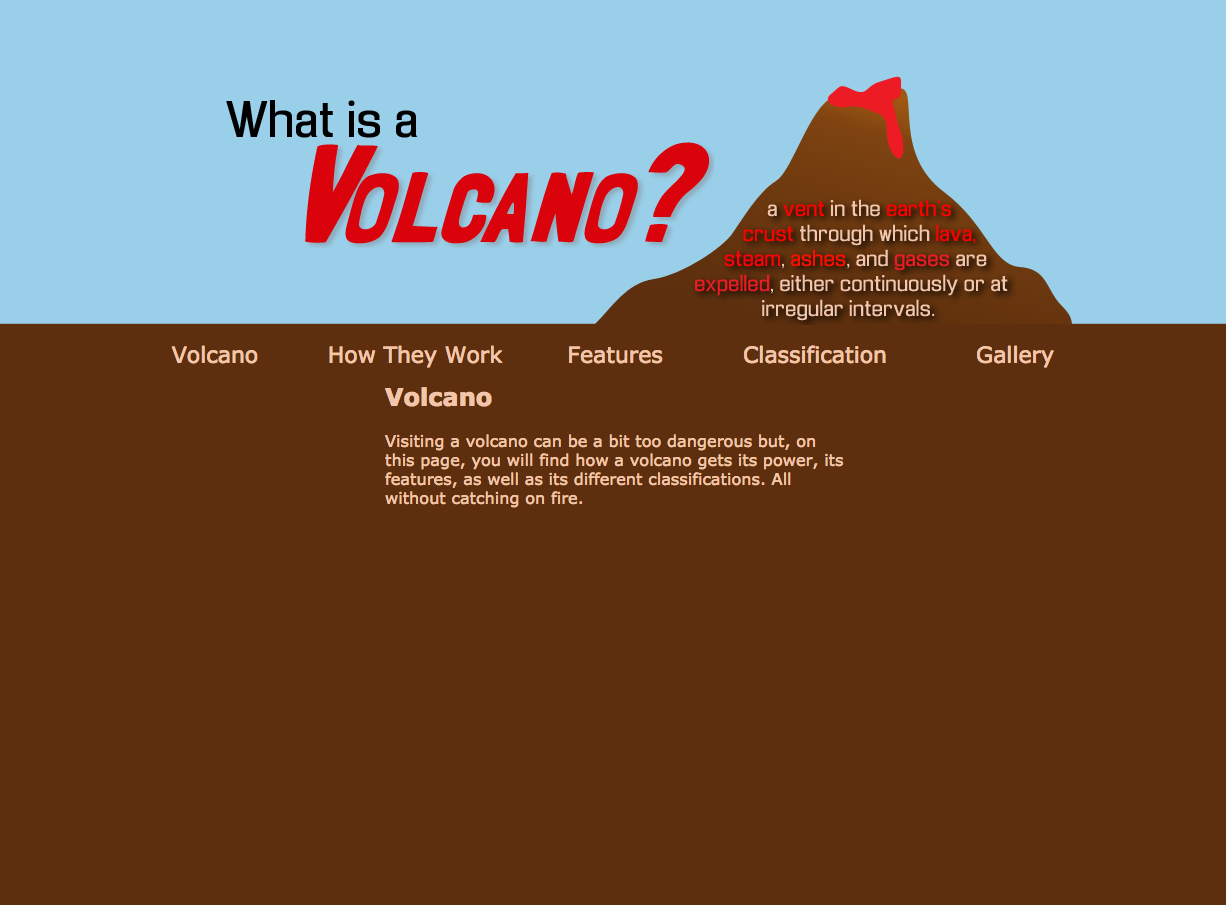 What is a
Volcano?
a vent in the earth's
crust through which lava,
steam, ashes, and gases are
expelled, either continuously or at
irregular intervals.
Volcano How They Work Features Classification Gallery
Volcano
Visiting a volcano can be a bit too dangerous but, on
this page, you will find how a volcano gets its power, its
features, as well as its different classifications. All
without catching on fire.